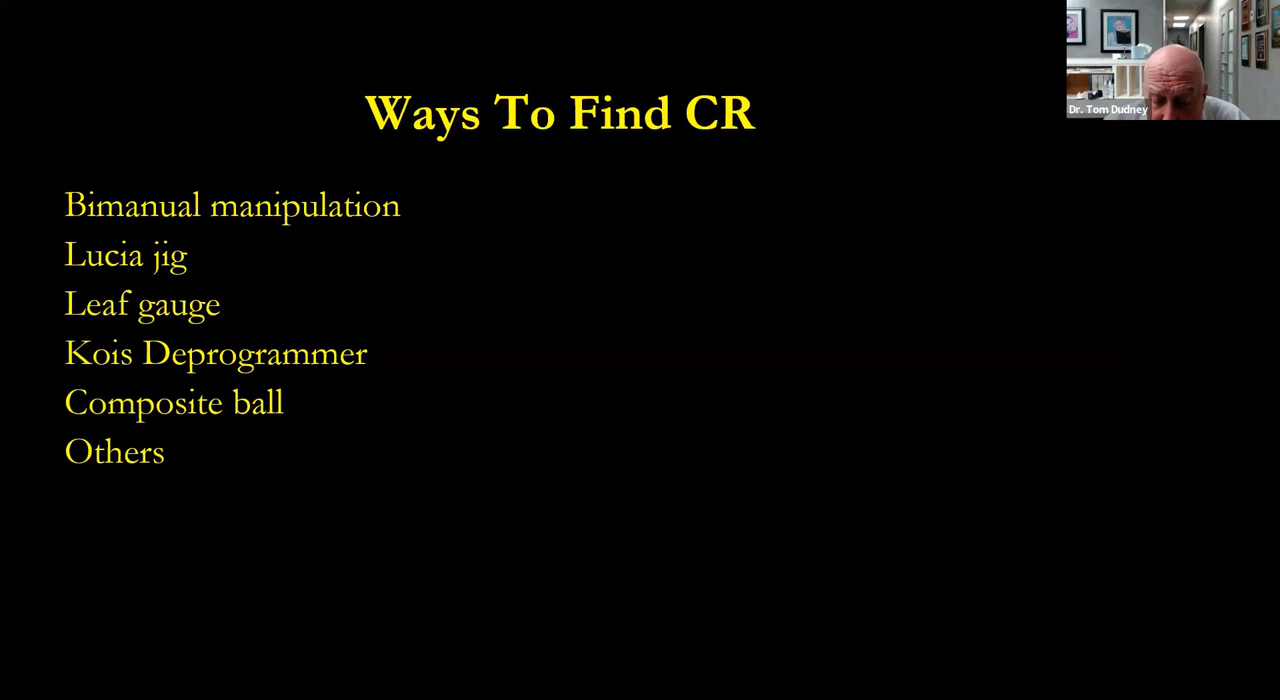 Ways To Find CR
Dr. Tom Dudney
Bimanual manipulation
Lucia jig
Leaf gauge
Kois Deprogrammer
Composite ball
Others